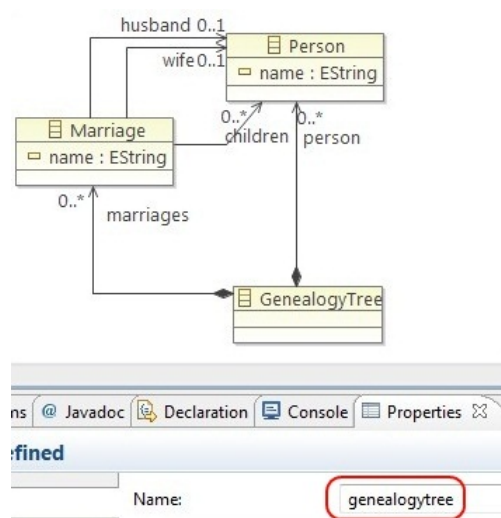 husband 0..1
wife 0..1
Person
name : EString
0..*
children
0..*
person
Marriage
name : EString
0..*
marriages
GenealogyTree
ns @ Javadoc Declaration Console Properties
efined
Name: genealogytree